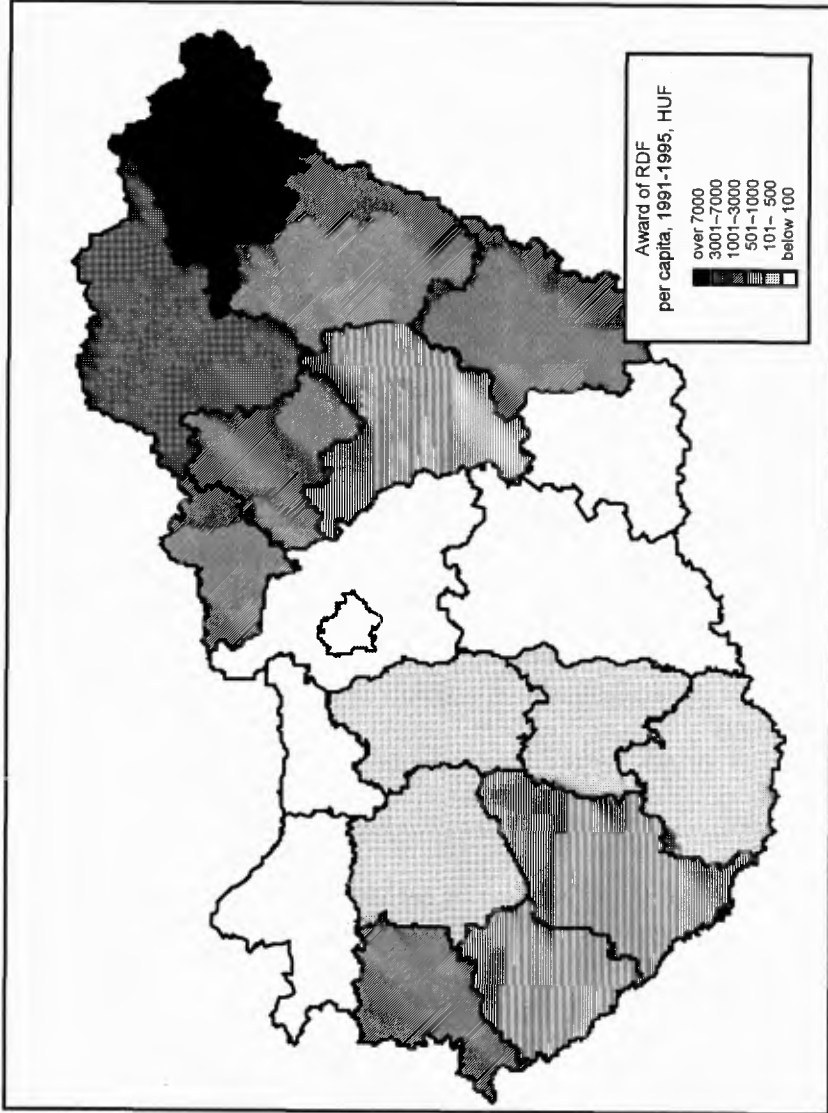 Award of RDF
per capita, 1991-1995, HUF
over 7000
3001–7000
1001–3000
501–1000
101– 500
below 100